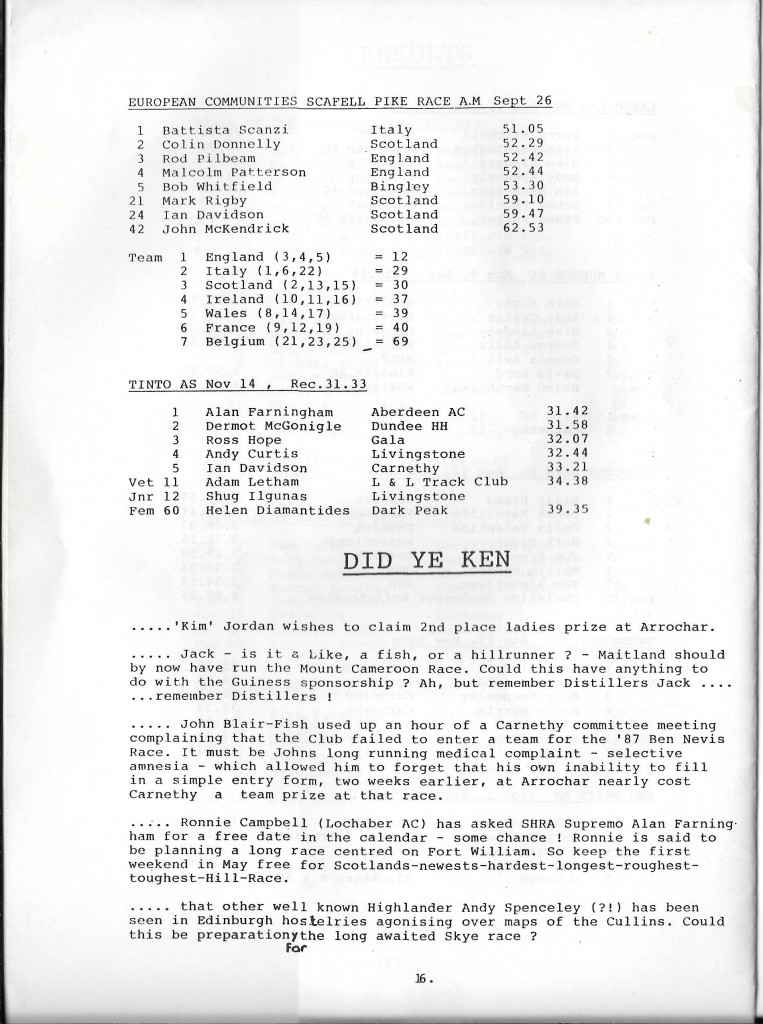 EUROPEAN COMMUNITIES SCAFELL PIKE RACE A.M Sept 26
1 Battista Scanzi Italy 51.05
2 Colin Donnelly Scotland 52.29
3 Rod Pilbeam England 52.42
4 Malcolm Patterson England 52.44
5 Bob Whitfield Bingley 53.30
21 Mark Rigby Scotland 59.10
24 Ian Davidson Scotland 59.47
42 John McKendrick Scotland 62.53
Team 1 England (3,4,5) = 12
2 Italy (1,6,22) = 29
3 Scotland (2,13,15) = 30
4 Ireland (10,11,16) = 37
5 Wales (8,14,17) = 39
6 France (9,12,19) = 40
7 Belgium (21,23,25) = 69
TINTO AS Nov 14 , Rec.31.33
1 Alan Farningham Aberdeen AC 31.42
2 Dermot McGonigle Dundee HH 31.58
3 Ross Hope Gala 32.07
4 Andy Curtis Livingstone 32.44
5 Ian Davidson Carnethy 33.21
Vet 11 Adam Letham L & L Track Club 34.38
Jnr 12 Shug Ilgunas Livingstone
Fem 60 Helen Diamantides Dark Peak 39.35
DID YE KEN
.....'Kim' Jordan wishes to claim 2nd place ladies prize at Arrochar.
..... Jack - is it a Like, a fish, or a hillrunner ? - Maitland should
by now have run the Mount Cameroon Race. Could this have anything to
do with the Guiness sponsorship ? Ah, but remember Distillers Jack ....
...remember Distillers !
..... John Blair-Fish used up an hour of a Carnethy committee meeting
complaining that the Club failed to enter a team for the '87 Ben Nevis
Race. It must be Johns long running medical complaint - selective
amnesia - which allowed him to forget that his own inability to fill
in a simple entry form, two weeks earlier, at Arrochar nearly cost
Carnethy a team prize at that race.
..... Ronnie Campbell (Lochaber AC) has asked SHRA Supremo Alan Farning-
ham for a free date in the calendar - some chance ! Ronnie is said to
be planning a long race centred on Fort William. So keep the first
weekend in May free for Scotlands-newests-hardest-longest-roughest-
toughest-Hill-Race.
..... that other well known Highlander Andy Spenceley (?!) has been
seen in Edinburgh hostelries agonising over maps of the Cullins. Could
this be preparation for the long awaited Skye race ?
16.